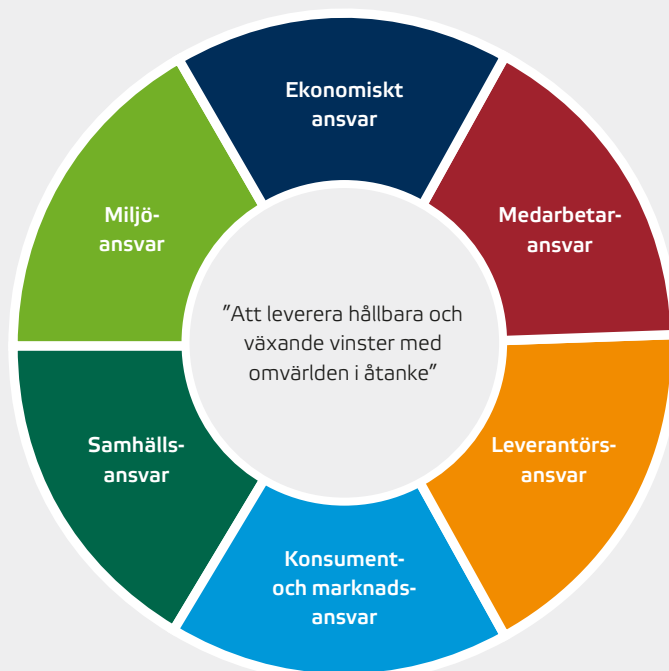 Ekonomiskt
ansvar
Medarbetar-
ansvar
Leverantörs-
ansvar
Konsument-
och marknads-
ansvar
Samhälls-
ansvar
Miljö-
ansvar
”Att leverera hållbara och
växande vinster med
omvärlden i åtanke”